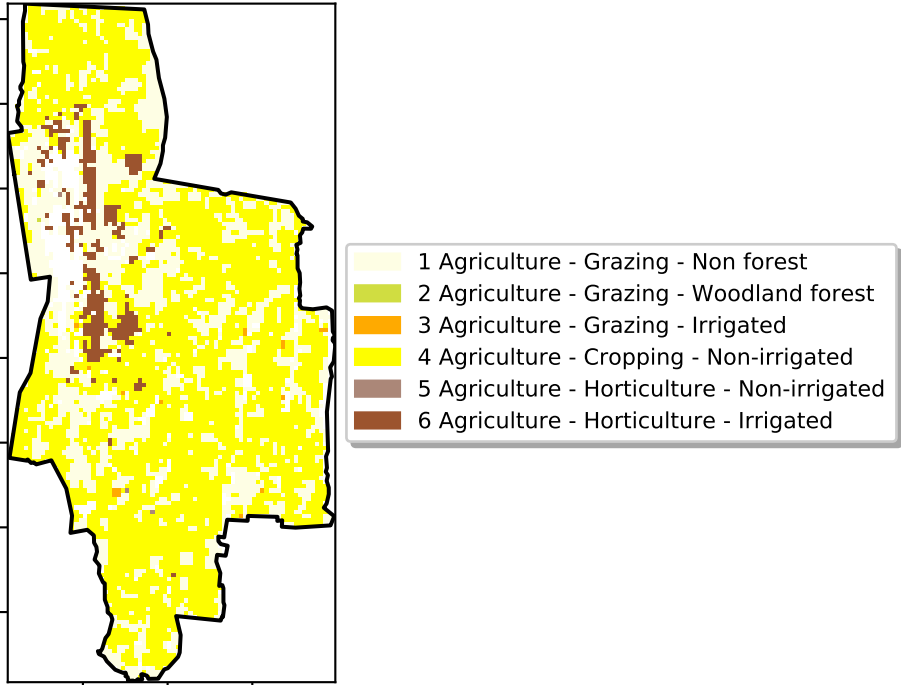 1 Agriculture - Grazing - Non forest
2 Agriculture - Grazing - Woodland forest
3 Agriculture - Grazing - Irrigated
4 Agriculture - Cropping - Non-irrigated
5 Agriculture - Horticulture - Non-irrigated
6 Agriculture - Horticulture - Irrigated